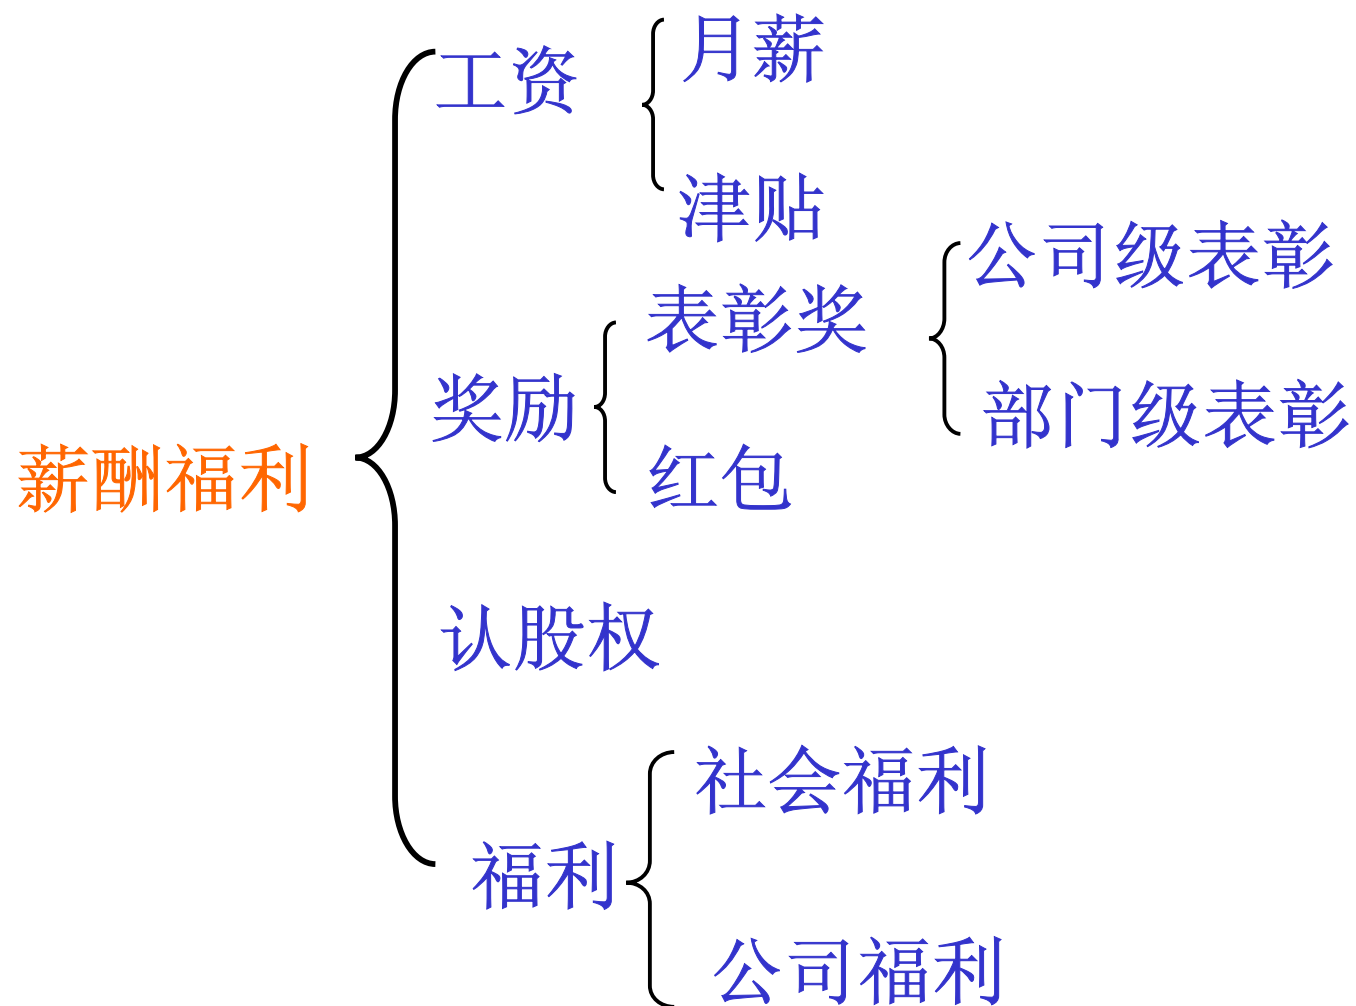 薪酬福利
工资
月薪
津贴
奖励
表彰奖
公司级表彰
部门级表彰
红包
认股权
福利
社会福利
公司福利